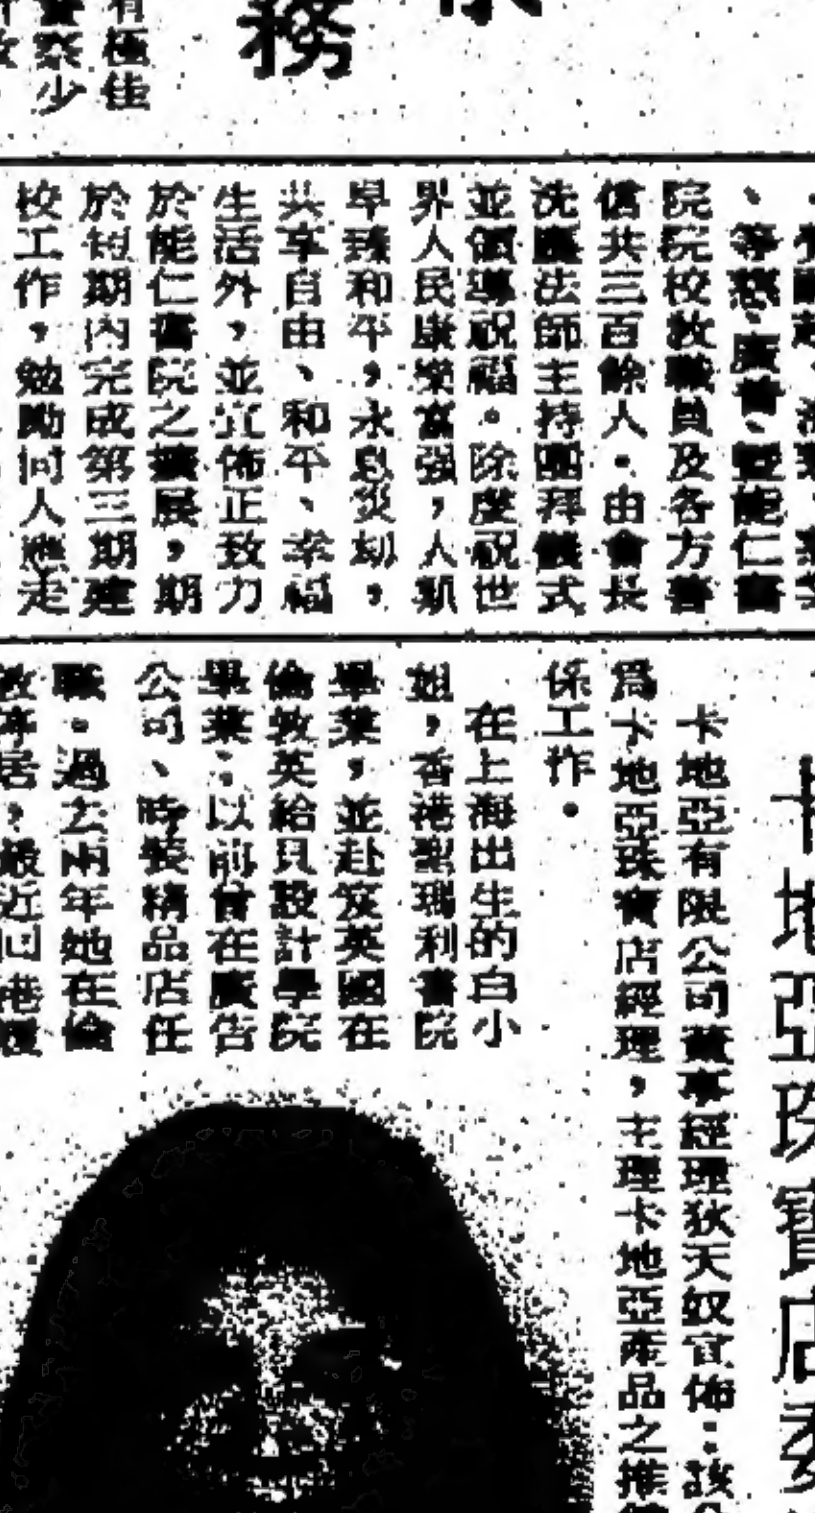 務
極佳
察少
、等慈、廣普、暨能仁書
院院校教職員及各方善
信共三百餘人。由會長
洗塵法師主持團拜儀式
並領導祝福。除虔祝世
界人民康樂富強，人類
早臻和平，永息災劫，
共享自由、和平、幸福
生活外，並宣佈正致力
於能仁書院之擴展，期
於短期內完成第三期建
校工作，勉勵同人應走
卡地亞珠寶店委
卡地亞有限公司董事經理狄天奴宣佈：該
爲卡地亞珠寶店經理，主理卡地亞產品之推
係工作。
在上海出生的白小
姐，香港聖瑪利書院
畢業，並赴笈英國在
倫敦英給貝設計學院
畢業。以前曾在廣告
公司、時裝精品店任
職。過去兩年她在倫
敦寄居，最近回港